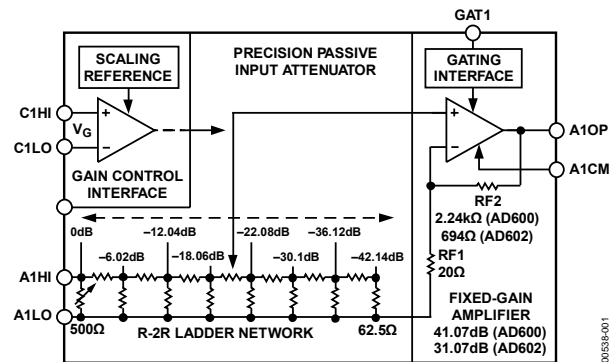 GAT1
SCALING
REFERENCE
PRECISION PASSIVE
INPUT ATTENUATOR
GATING
INTERFACE
C1HI
+
VG
C1LO
–
GAIN CONTROL
INTERFACE
+
–
A1OP
A1CM
RF2
2.24kΩ (AD600)
694Ω (AD602)
0dB
–12.04dB
–22.08dB
–36.12dB
–6.02dB
–18.06dB
–30.1dB
–42.14dB
RF1
20Ω
A1HI
A1LO
500Ω
R-2R LADDER NETWORK
62.5Ω
FIXED-GAIN
AMPLIFIER
41.07dB (AD600)
31.07dB (AD602)
00538-001